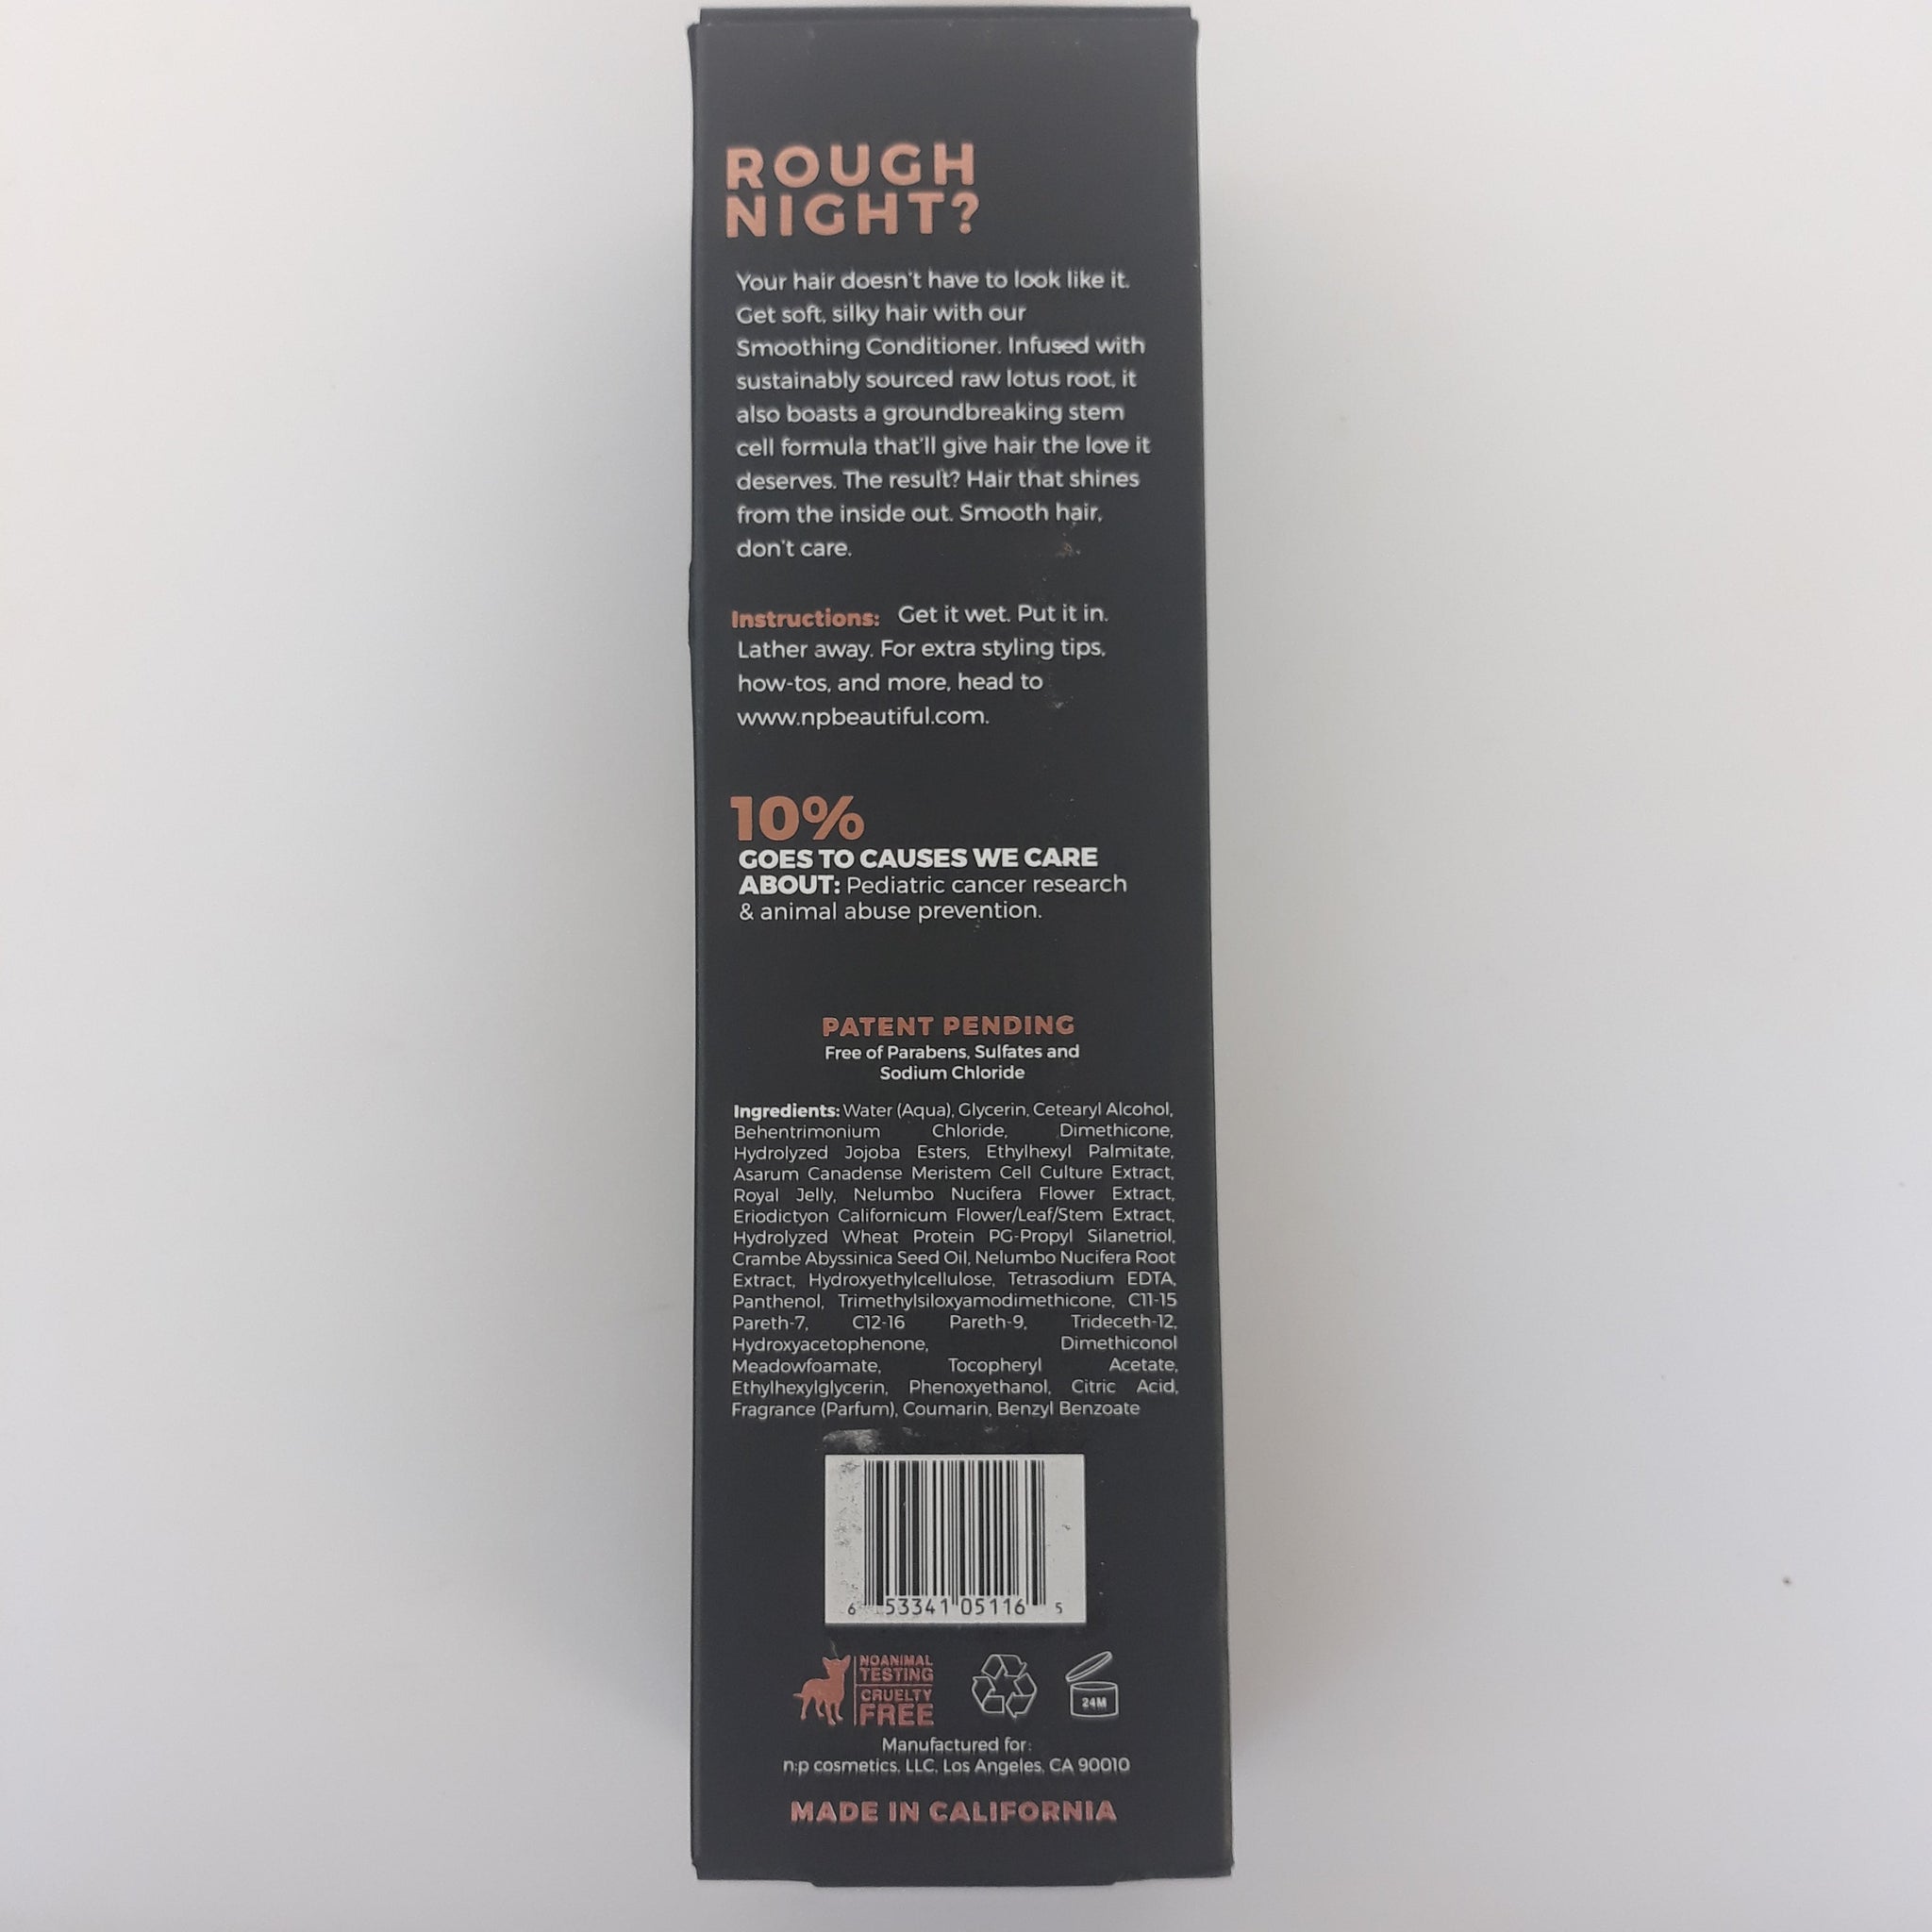 ROUGH
NIGHT?
Your hair doesn't have to look like it.
Get soft, silky hair with our
Smoothing Conditioner. Infused with
sustainably sourced raw lotus root, it
also boasts a groundbreaking stem
cell formula that'll give hair the love it
deserves. The result? Hair that shines
from the inside out. Smooth hair,
don't care.
Instructions: Get it wet. Put it in.
Lather away. For extra styling tips,
how-tos, and more, head to
www.npbeautiful.com.
10%
GOES TO CAUSES WE CARE
ABOUT: Pediatric cancer research
& animal abuse prevention.
PATENT PENDING
Free of Parabens, Sulfates and
Sodium Chloride
Ingredients: Water (Aqua), Glycerin, Cetearyl Alcohol,
Behentrimonium Chloride, Dimethicone,
Hydrolyzed Jojoba Esters, Ethylhexyl Palmitate,
Asarum Canadense Meristem Cell Culture Extract,
Royal Jelly, Nelumbo Nucifera Flower Extract,
Eriodictyon Californicum Flower/Leaf/Stem Extract,
Hydrolyzed Wheat Protein PG-Propyl Silanetriol,
Crambe Abyssinica Seed Oil, Nelumbo Nucifera Root
Extract, Hydroxyethylcellulose, Tetrasodium EDTA,
Panthenol, Trimethylsiloxyamodimethicone, C11-15
Pareth-7, C12-16 Pareth-9, Trideceth-12,
Hydroxyacetophenone, Dimethiconol
Meadowfoamate, Tocopheryl Acetate,
Ethylhexylglycerin, Phenoxyethanol, Citric Acid,
Fragrance (Parfum), Coumarin, Benzyl Benzoate
6 53341 05116 5
NO ANIMAL
TESTING
CRUELTY
FREE
24M
Manufactured for:
n:p cosmetics, LLC, Los Angeles, CA 90010
MADE IN CALIFORNIA